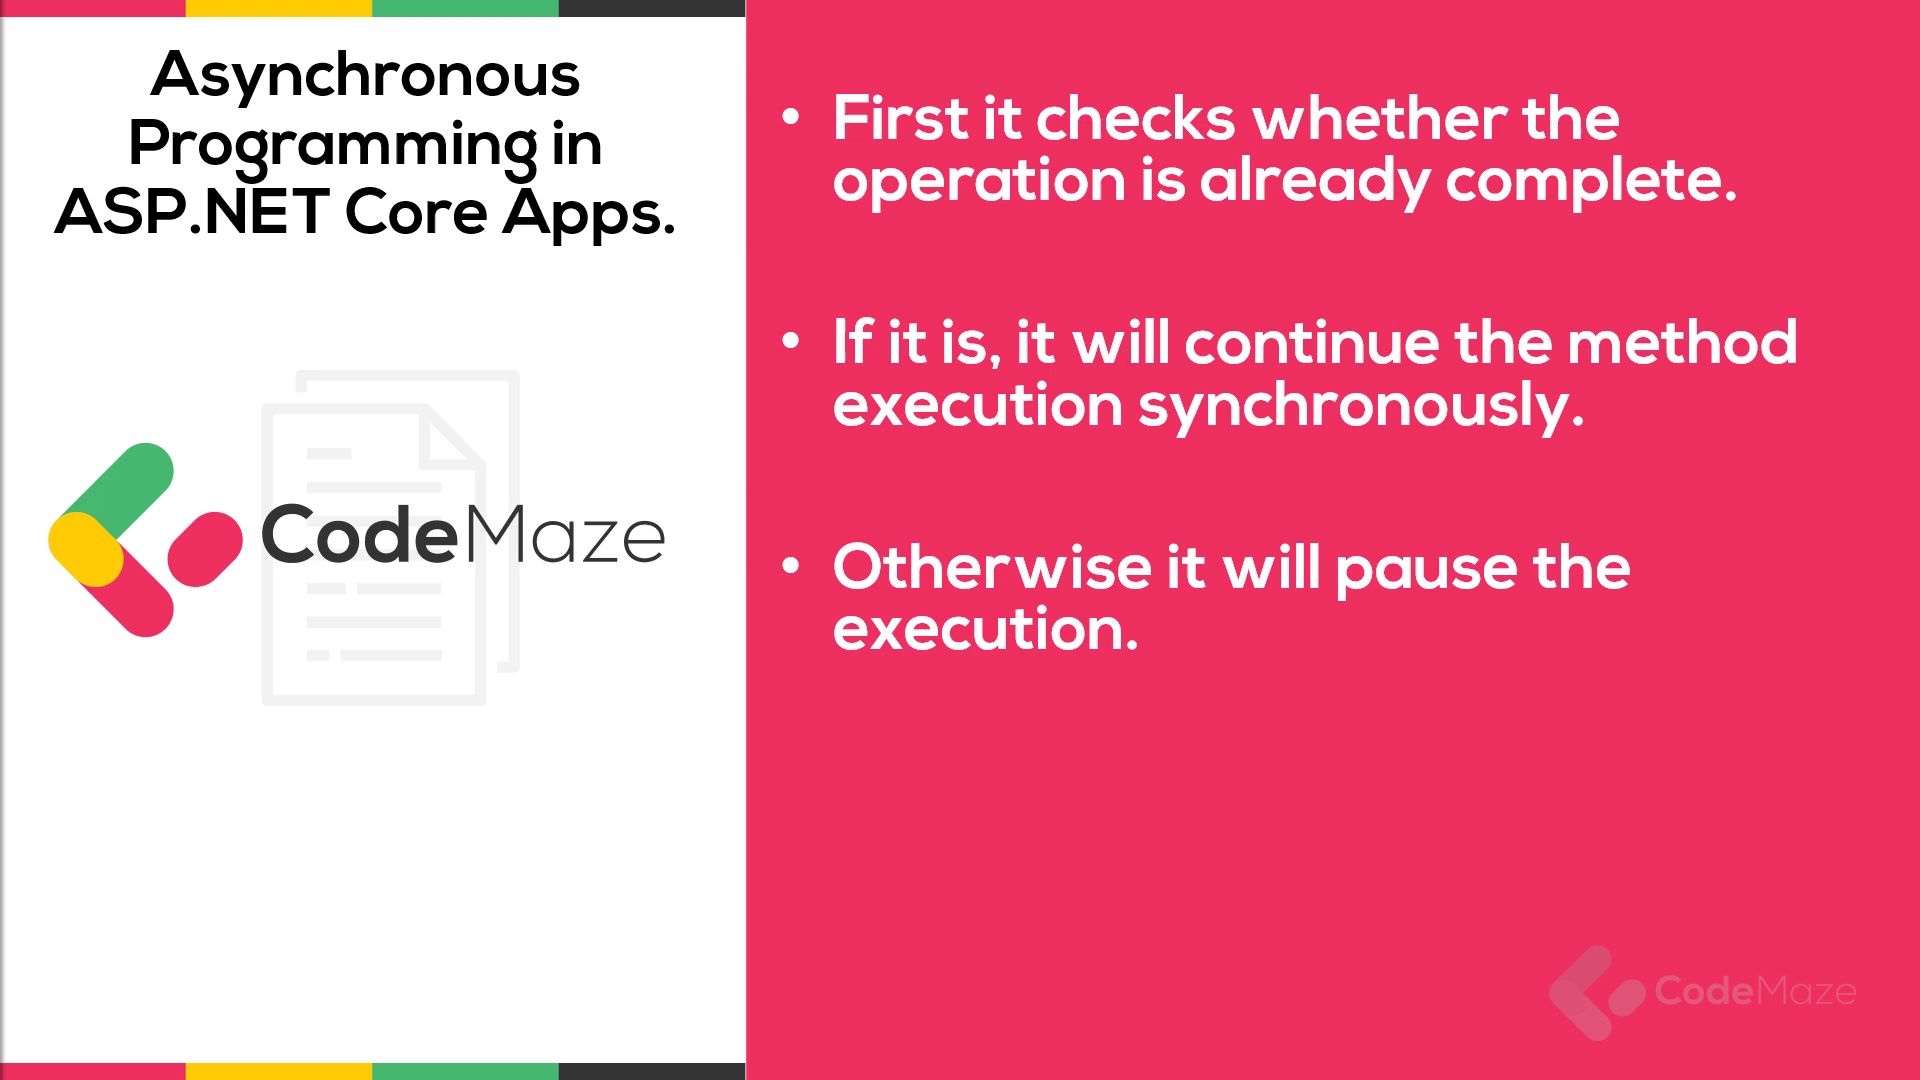 Asynchronous
Programming in
ASP.NET Core Apps.
CodeMaze
• First it checks whether the
operation is already complete.
• If it is, it will continue the method
execution synchronously.
• Otherwise it will pause the
execution.
CodeMaze